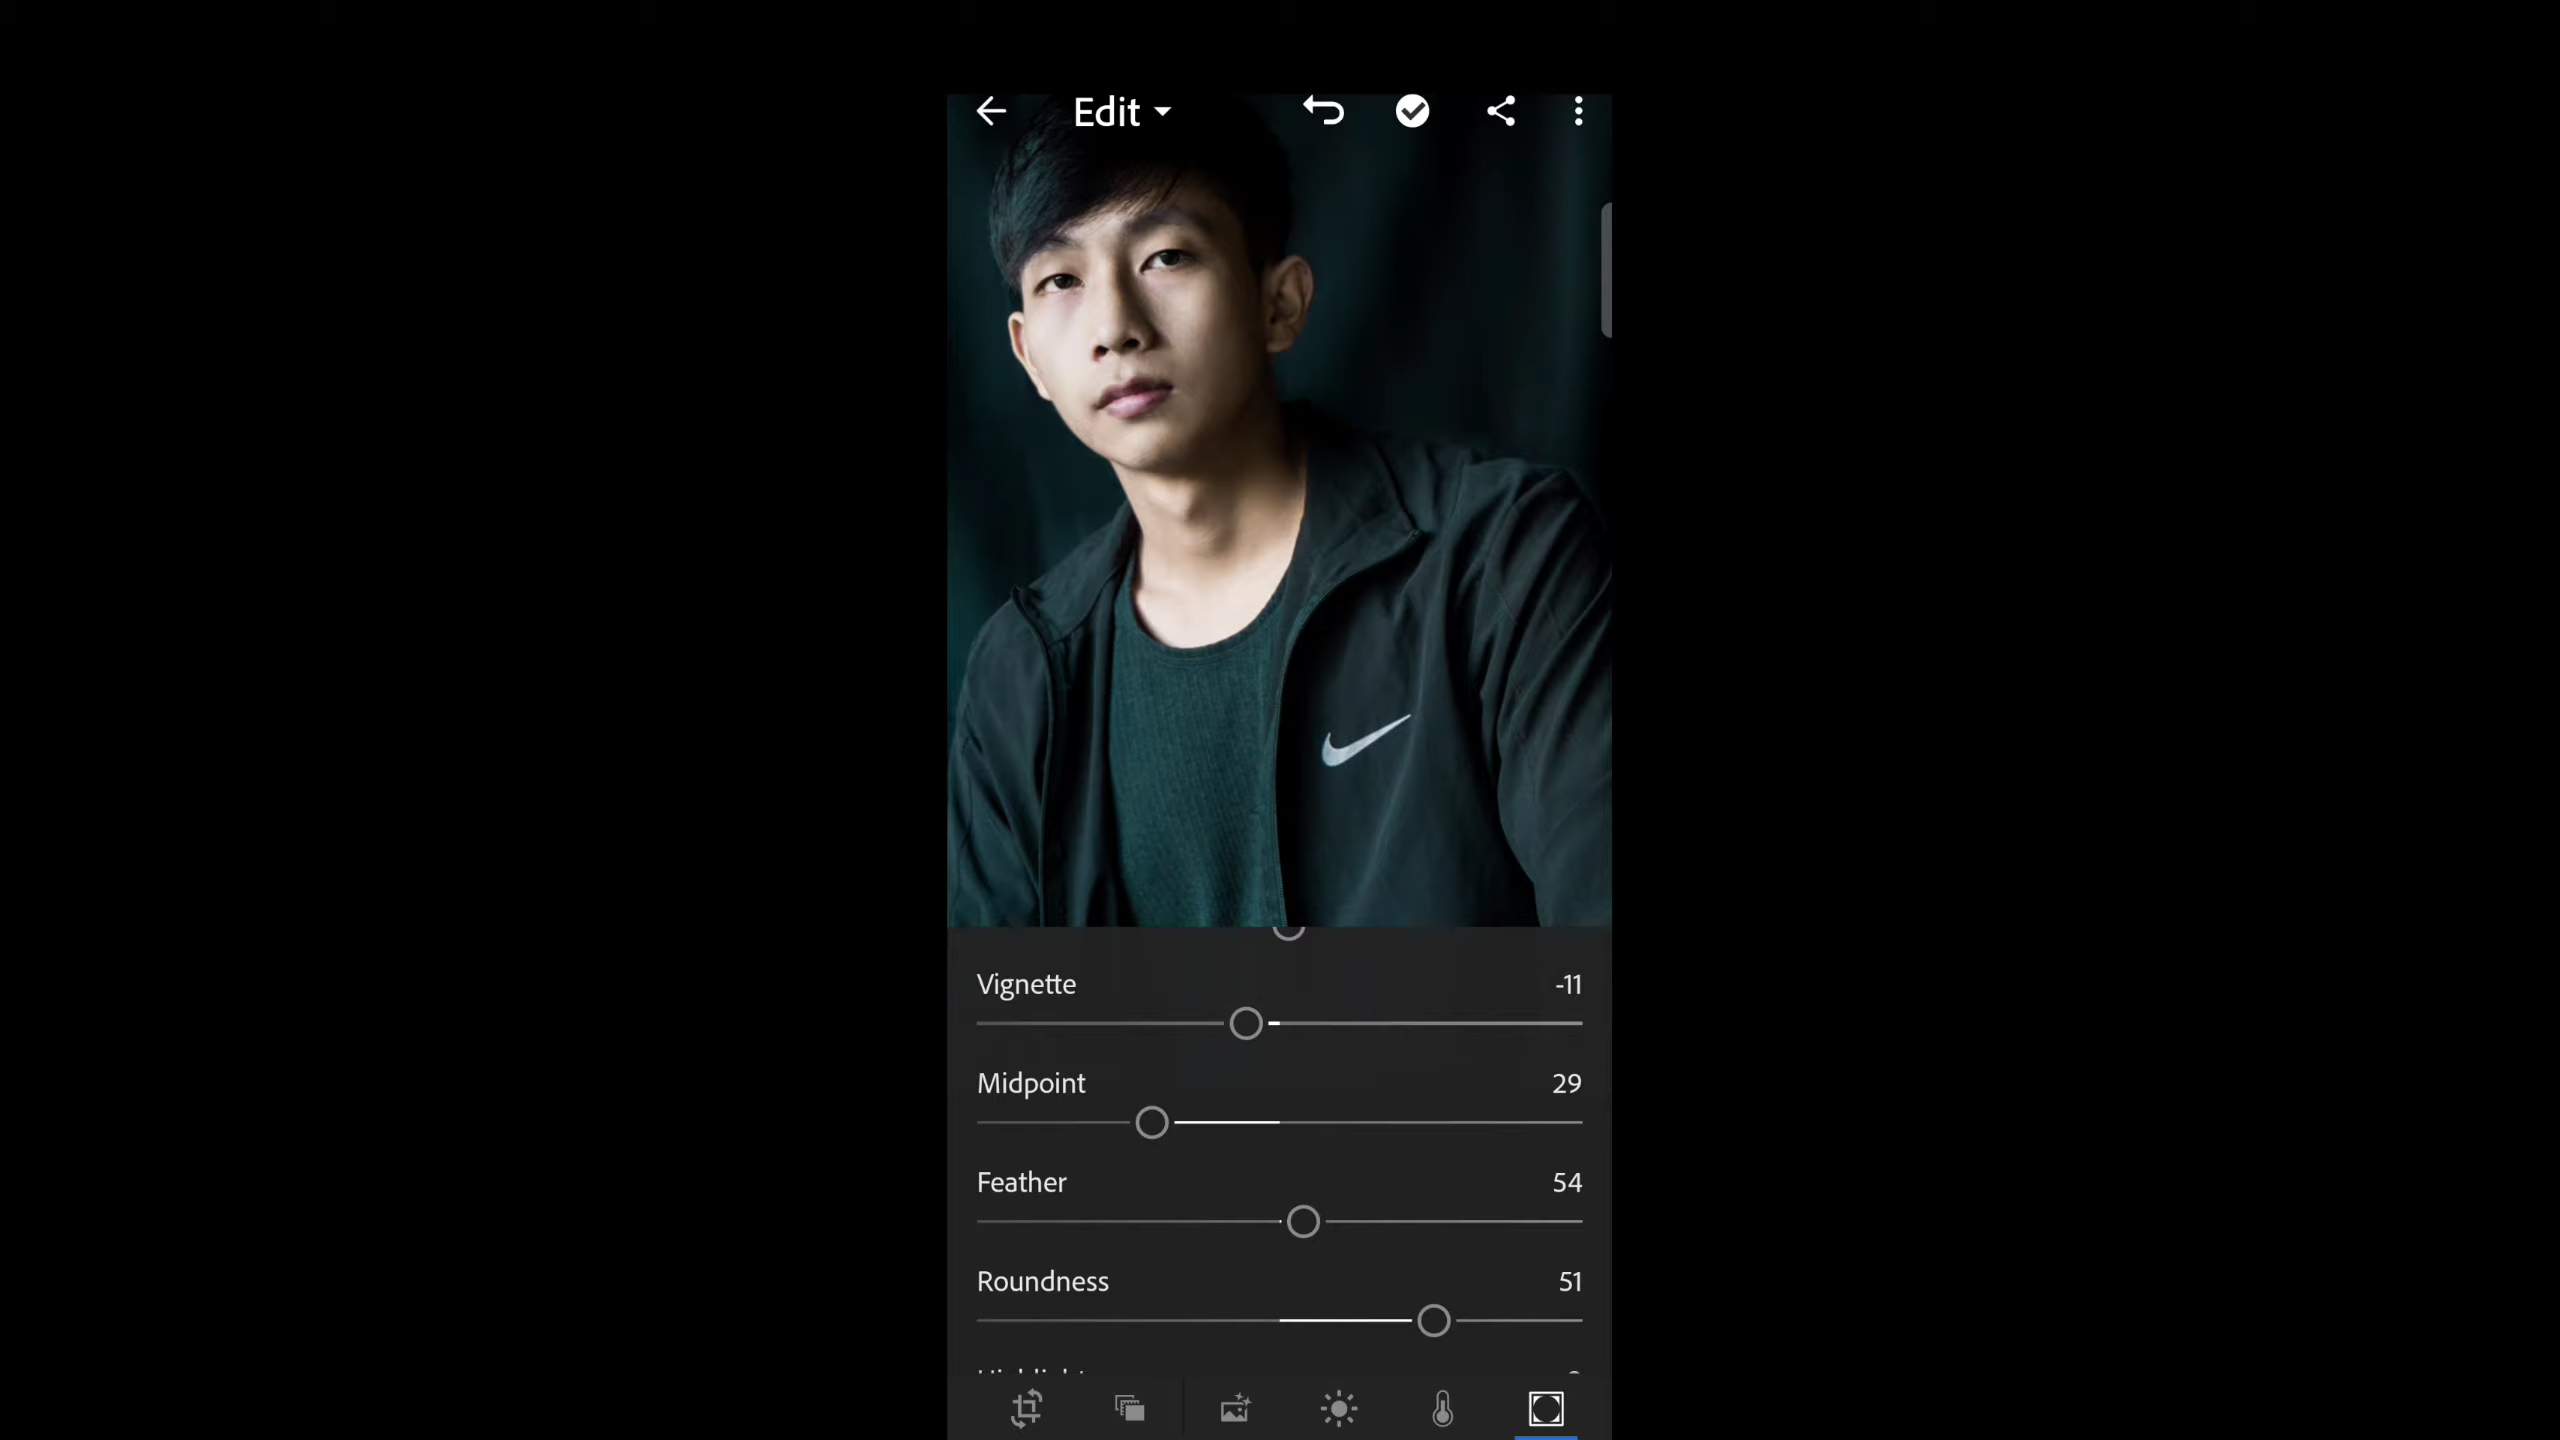 Edit
Vignette -11
Midpoint 29
Feather 54
Roundness 51